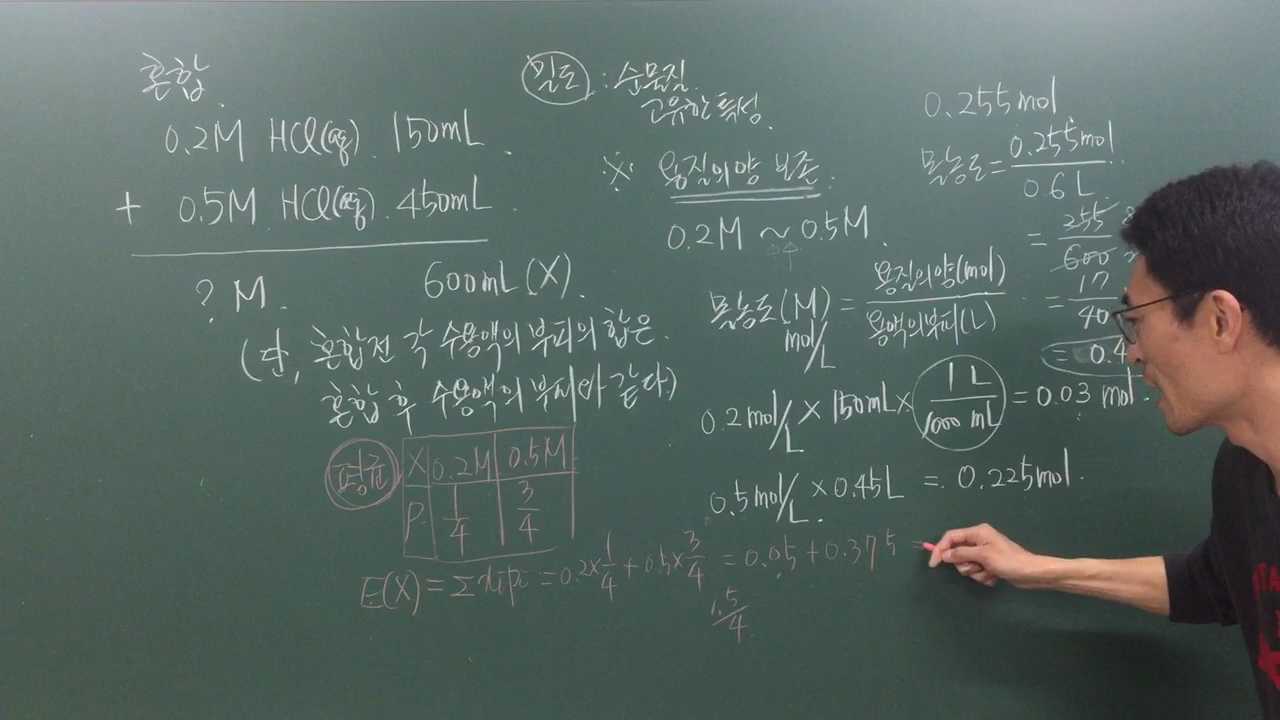 혼합
0.2M HCl(aq). 150mL
+ 0.5M HCl(aq). 450mL
? M. 600mL (X).
(단, 혼합전 각 수용액의 부피의 합은
혼합 후 수용액의 부피와 같다.)
평균
X 0.2M 0.5M
P. 1/4 3/4
E(X) = Σxipi = 0.2×1/4 + 0.5×3/4 = 0.05 + 0.375 =
1.5/4
밀도 : 순물질
고유한 특성.
※ 용질의 양 보존
0.2M ~ 0.5M
몰농도(M) = 용질의 양(mol)/용액의 부피(L)
mol/L
0.2 mol/L × 150mL × 1L/1000mL = 0.03 mol.
0.5 mol/L × 0.45L = 0.225mol.
0.255mol
몰농도 = 0.255mol/0.6L
= 255/600
= 17/40
= 0.4